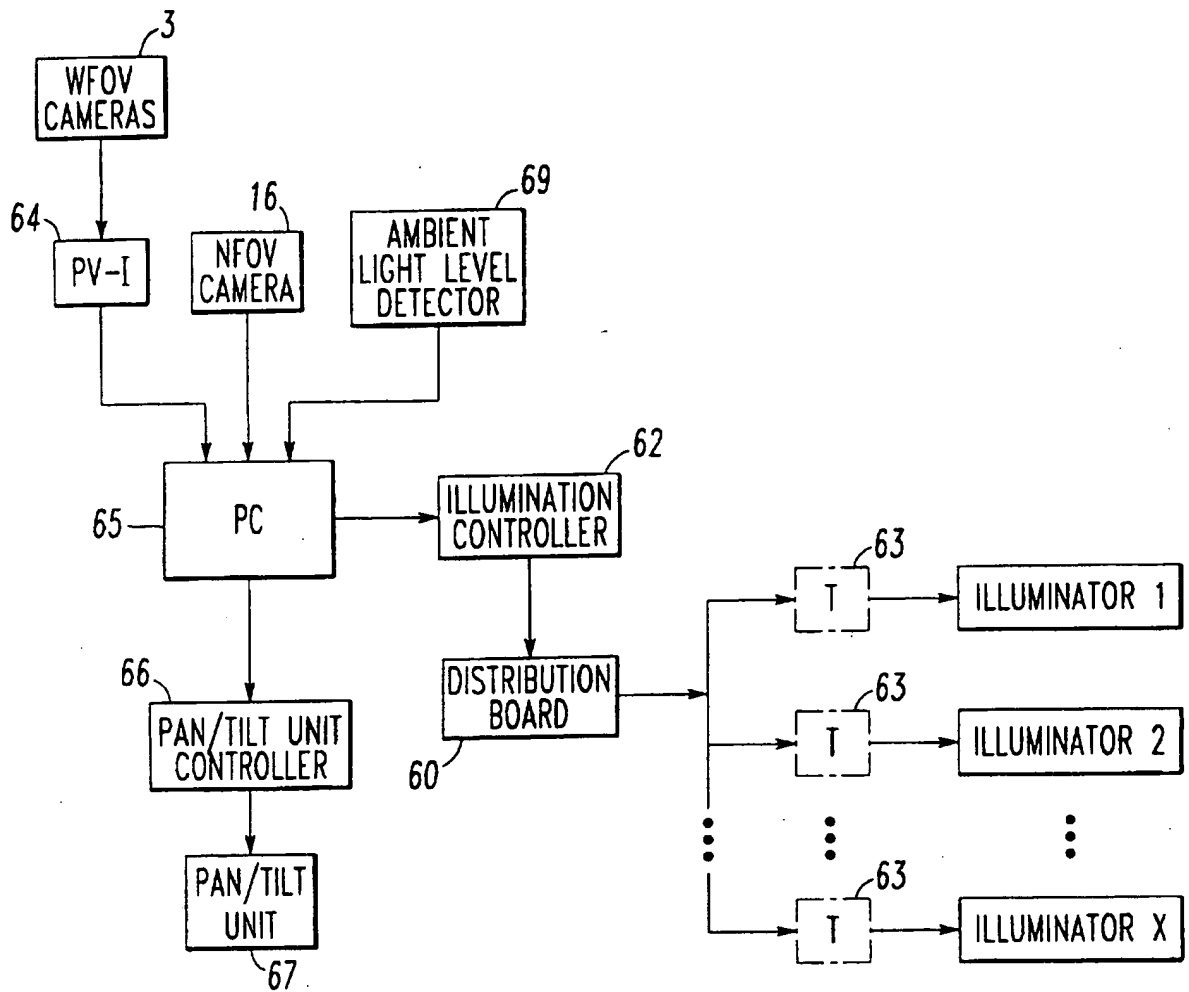 3
WFOV
CAMERAS
64
PV-I
16
NFOV
CAMERA
69
AMBIENT
LIGHT LEVEL
DETECTOR
65
PC
62
ILLUMINATION
CONTROLLER
63
T
ILLUMINATOR 1
66
PAN/TILT UNIT
CONTROLLER
DISTRIBUTION
BOARD
60
63
T
ILLUMINATOR 2
PAN/TILT
UNIT
67
63
T
ILLUMINATOR X